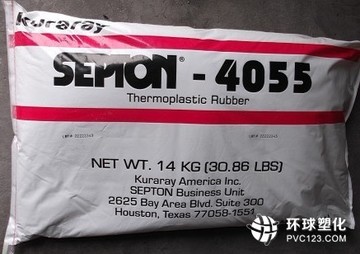 kuraray
SEPTON® - 4055
Thermoplastic Rubber
NET WT. 14 KG (30.86 LBS)
Kuraray America Inc.
SEPTON Business Unit
2625 Bay Area Blvd. Suite 300
Houston, Texas 77058-1551
环球塑化
PVC123.COM